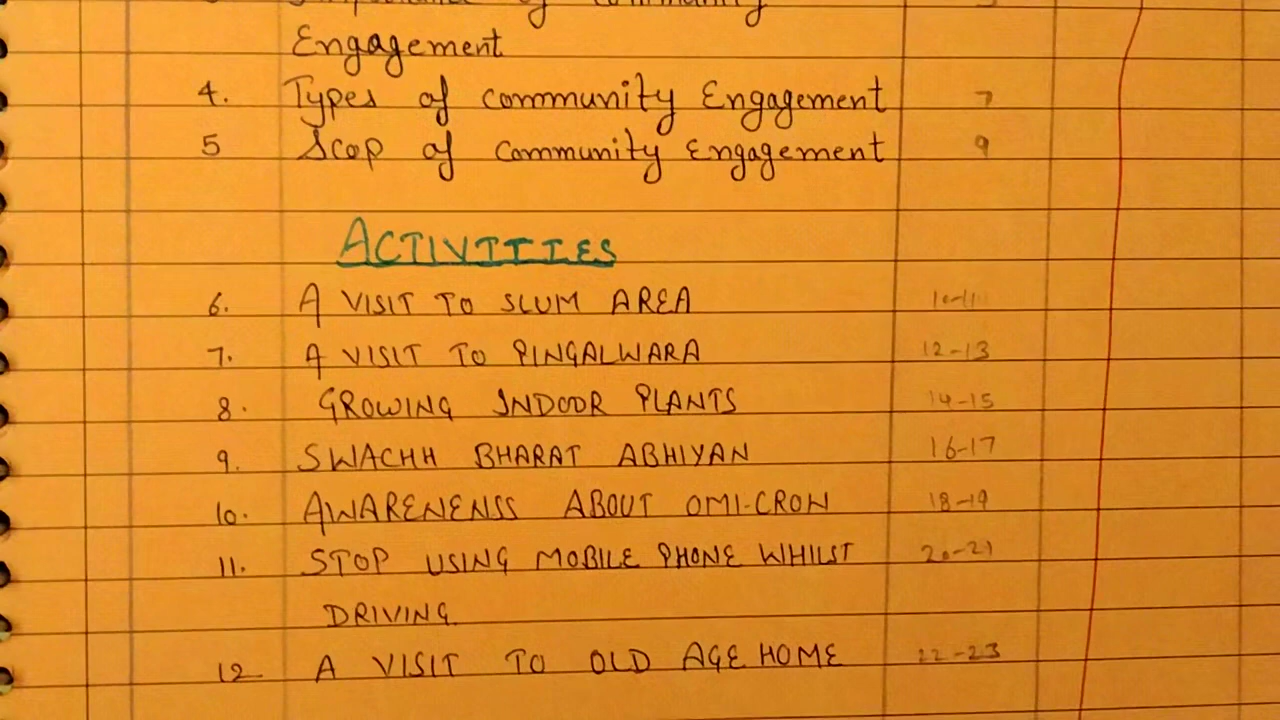 of community
Engagement
4. Types of community Engagement 7
5 Scop of community Engagement 9
ACTIVITIES
6. A VISIT TO SLUM AREA 10-11
7. A VISIT TO PINGALWARA 12-13
8. GROWING INDOOR PLANTS 14-15
9. SWACHH BHARAT ABHIYAN 16-17
10. AWARENENSS ABOUT OMI-CRON 18-19
11. STOP USING MOBILE PHONE WHILST 20-21
DRIVING.
12. A VISIT TO OLD AGE HOME 22-23